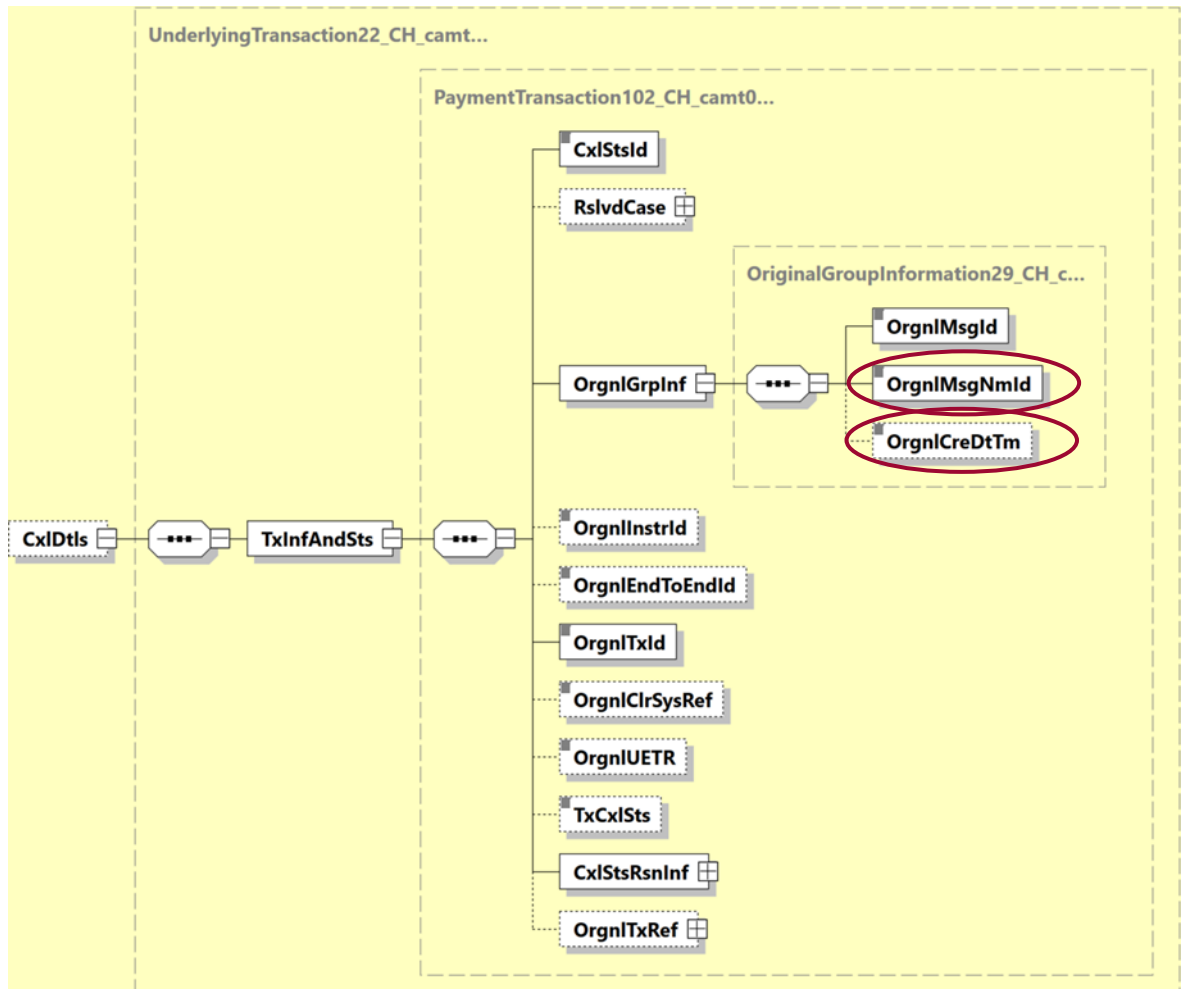 UnderlyingTransaction22_CH_camt...
PaymentTransaction102_CH_camt0...
CxlStsId
RslvdCase
OriginalGroupInformation29_CH_c...
OrgnlMsgId
OrgnlGrpInf
OrgnlMsgNmId
OrgnlCreDtTm
OrgnlInstrId
CxlDtls
TxInfAndSts
OrgnlEndToEndId
OrgnlTxId
OrgnlClrSysRef
OrgnlUETR
TxCxlSts
CxlStsRsnInf
OrgnlTxRef